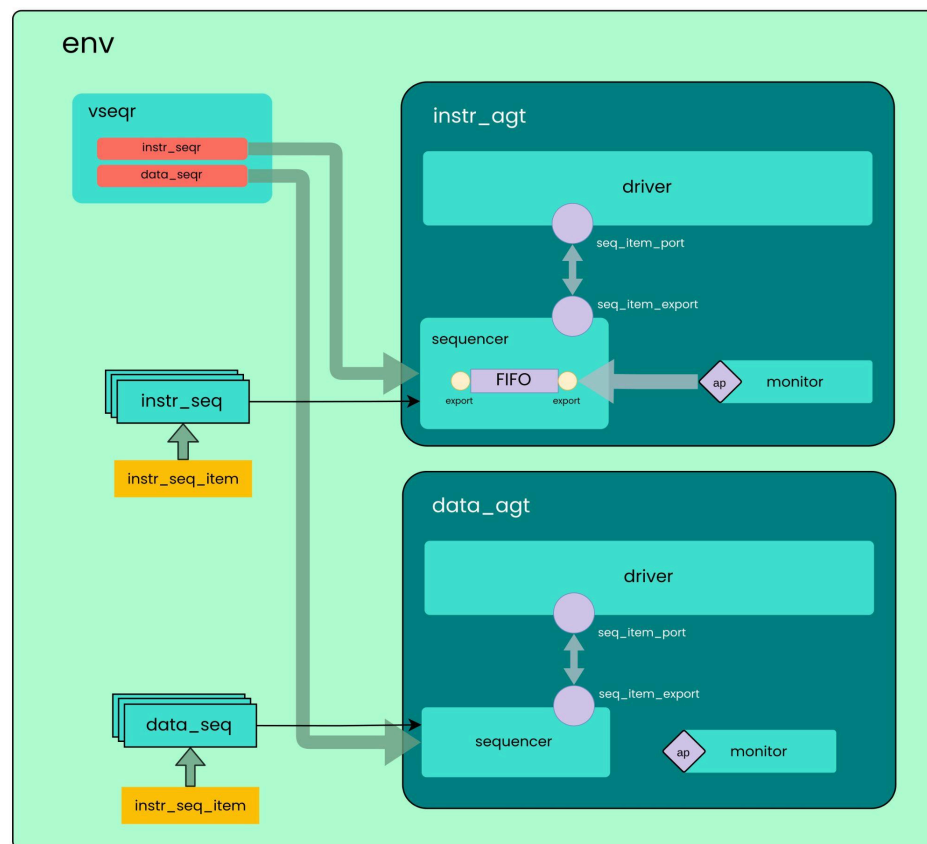 env
vseqr
instr_seqr
data_seqr
instr_agt
driver
seq_item_port
seq_item_export
sequencer
FIFO
export
export
ap
monitor
instr_seq
instr_seq_item
data_agt
driver
seq_item_port
seq_item_export
sequencer
ap
monitor
data_seq
instr_seq_item